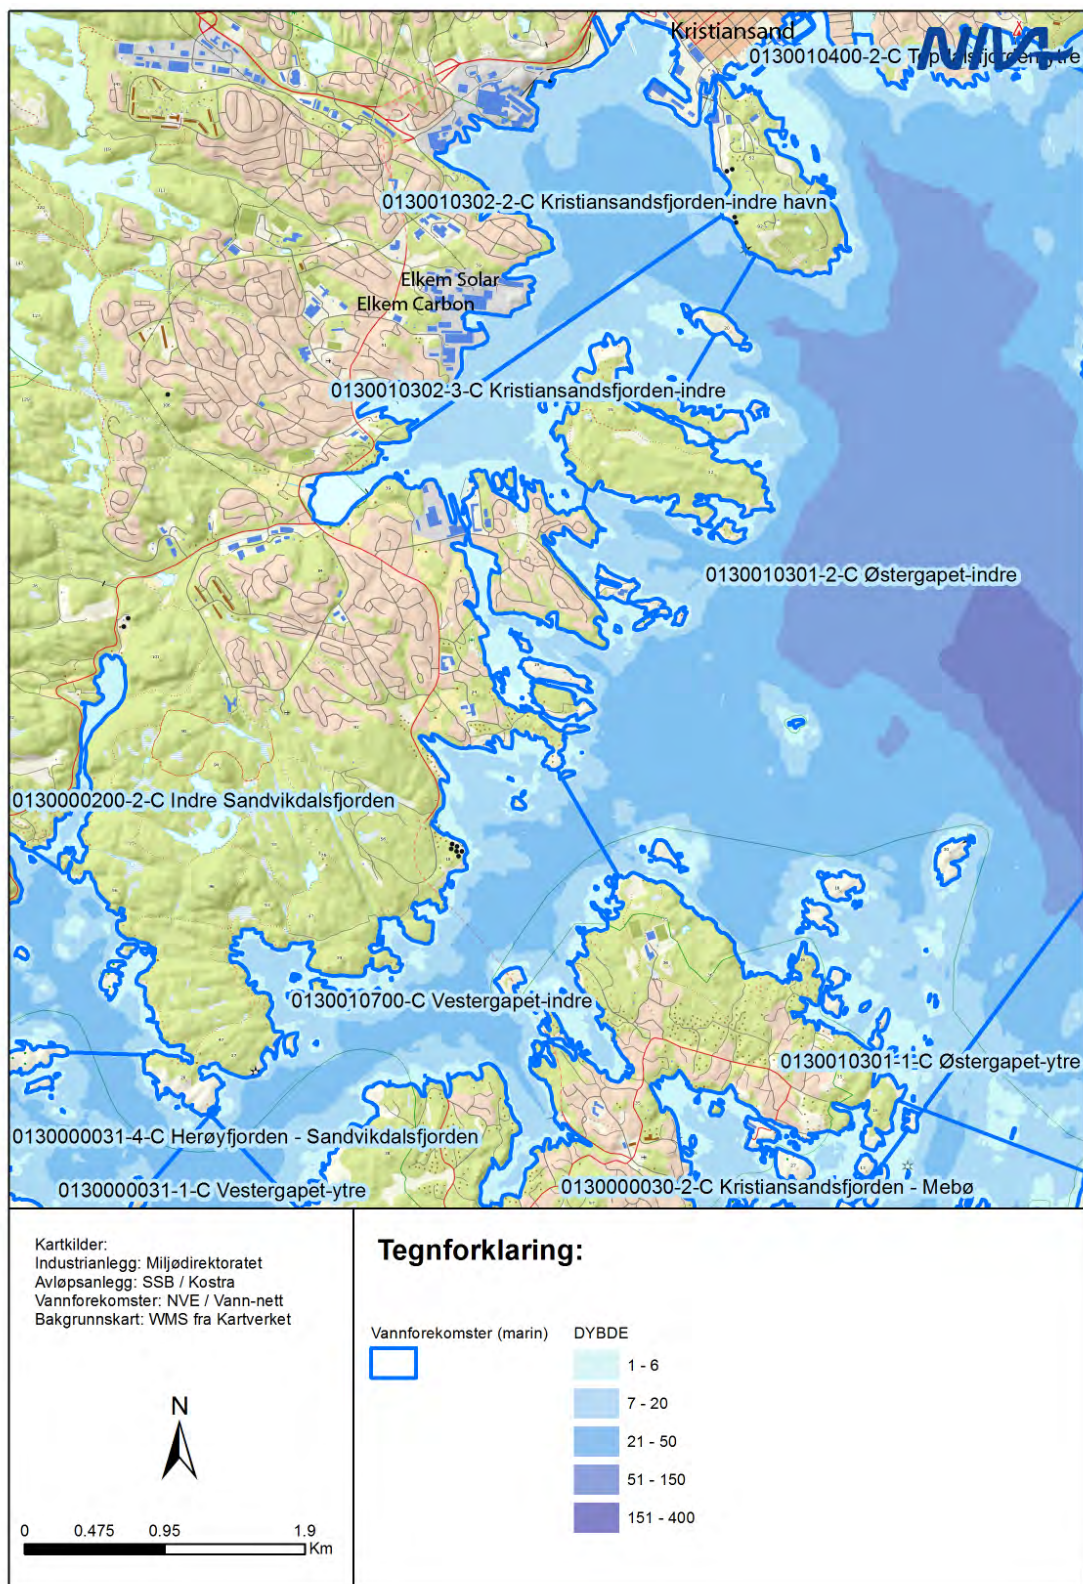 Kristiansand
NIVA
0130010400-2-C Topdalsfjorden-ytre
0130010302-2-C Kristiansandsfjorden-indre havn
Elkem Solar
Elkem Carbon
0130010302-3-C Kristiansandsfjorden-indre
0130010301-2-C Østergapet-indre
0130000200-2-C Indre Sandvikdalsfjorden
0130010700-C Vestergapet-indre
0130010301-1-C Østergapet-ytre
0130000031-4-C Herøyfjorden - Sandvikdalsfjorden
0130000031-1-C Vestergapet-ytre
0130000030-2-C Kristiansandsfjorden - Mebø
Kartkilder:
Industrianlegg: Miljødirektoratet
Avløpsanlegg: SSB / Kostra
Vannforekomster: NVE / Vann-nett
Bakgrunnskart: WMS fra Kartverket
N
0 0.475 0.95 1.9
Km
Tegnforklaring:
Vannforekomster (marin)
DYBDE
1 - 6
7 - 20
21 - 50
51 - 150
151 - 400